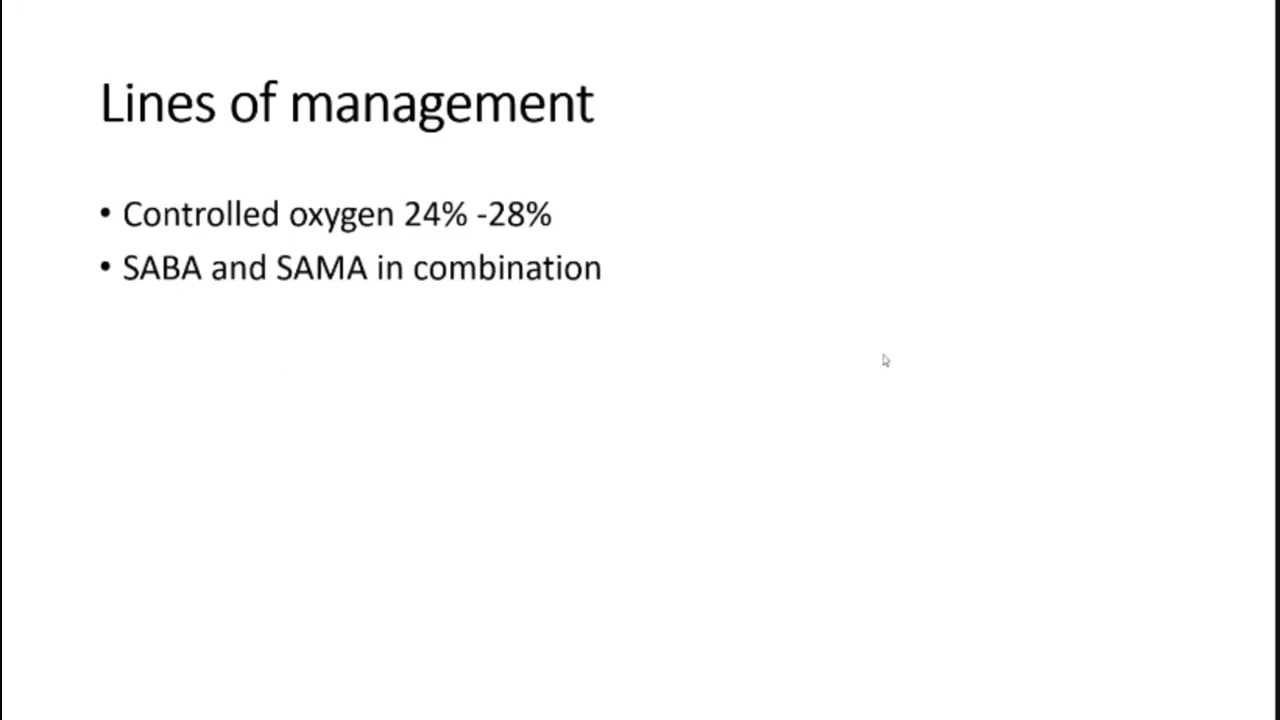 Lines of management
• Controlled oxygen 24% -28%
• SABA and SAMA in combination